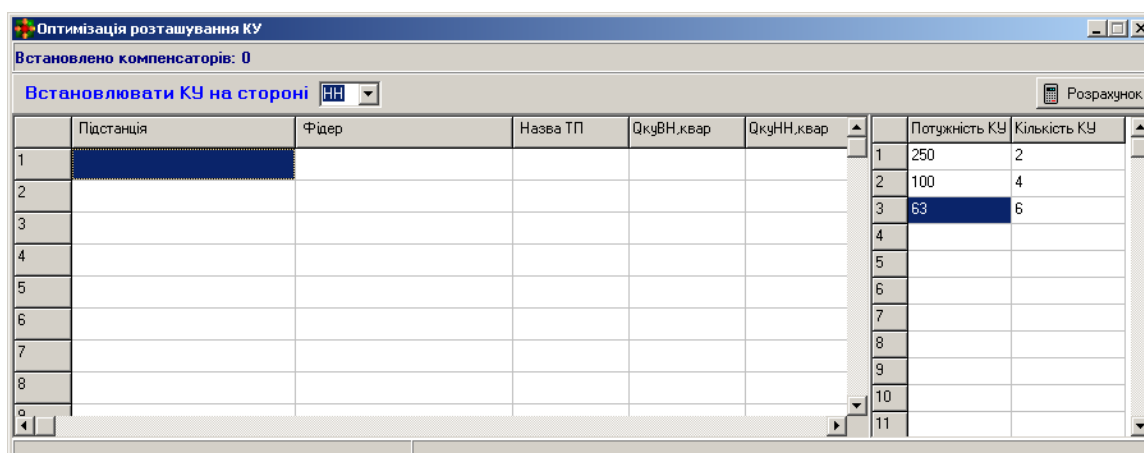 Оптимізація розташування КУ
Встановлено компенсаторів: 0
Встановлювати КУ на стороні НН Розрахунок
Підстанція Фідер Назва ТП QкуВН,квар QкуНН,квар Потужність КУ Кількість КУ
1 1 250 2
2 2 100 4
3 3 63 6
4 4
5 5
6 6
7 7
8 8
9 9
10
11